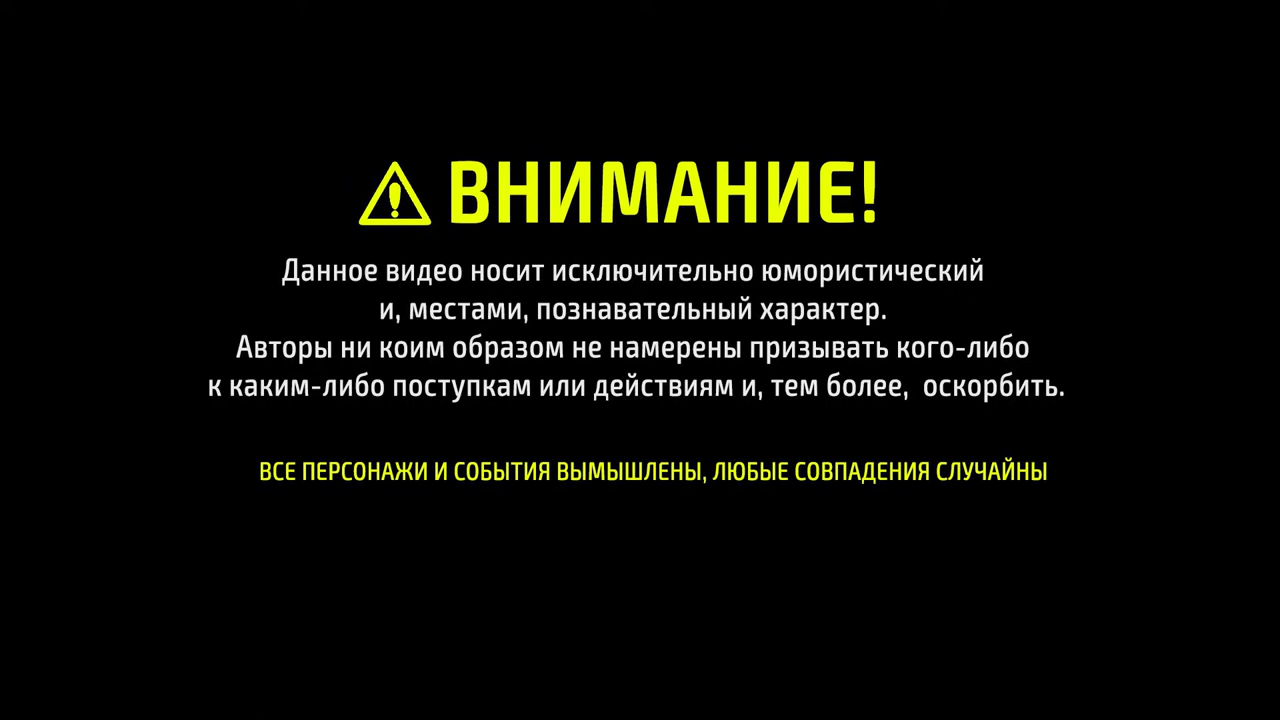 ВНИМАНИЕ!
Данное видео носит исключительно юмористический
и, местами, познавательный характер.
Авторы ни коим образом не намерены призывать кого-либо
к каким-либо поступкам или действиям и, тем более,  оскорбить.
ВСЕ ПЕРСОНАЖИ И СОБЫТИЯ ВЫМЫШЛЕНЫ, ЛЮБЫЕ СОВПАДЕНИЯ СЛУЧАЙНЫ